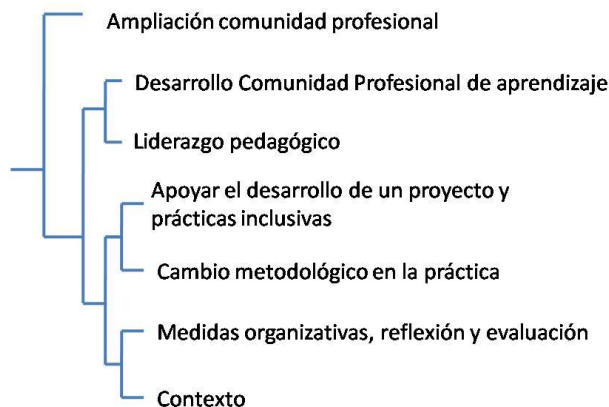 Ampliación comunidad profesional
Desarrollo Comunidad Profesional de aprendizaje
Liderazgo pedagógico
Apoyar el desarrollo de un proyecto y
prácticas inclusivas
Cambio metodológico en la práctica
Medidas organizativas, reflexión y evaluación
Contexto